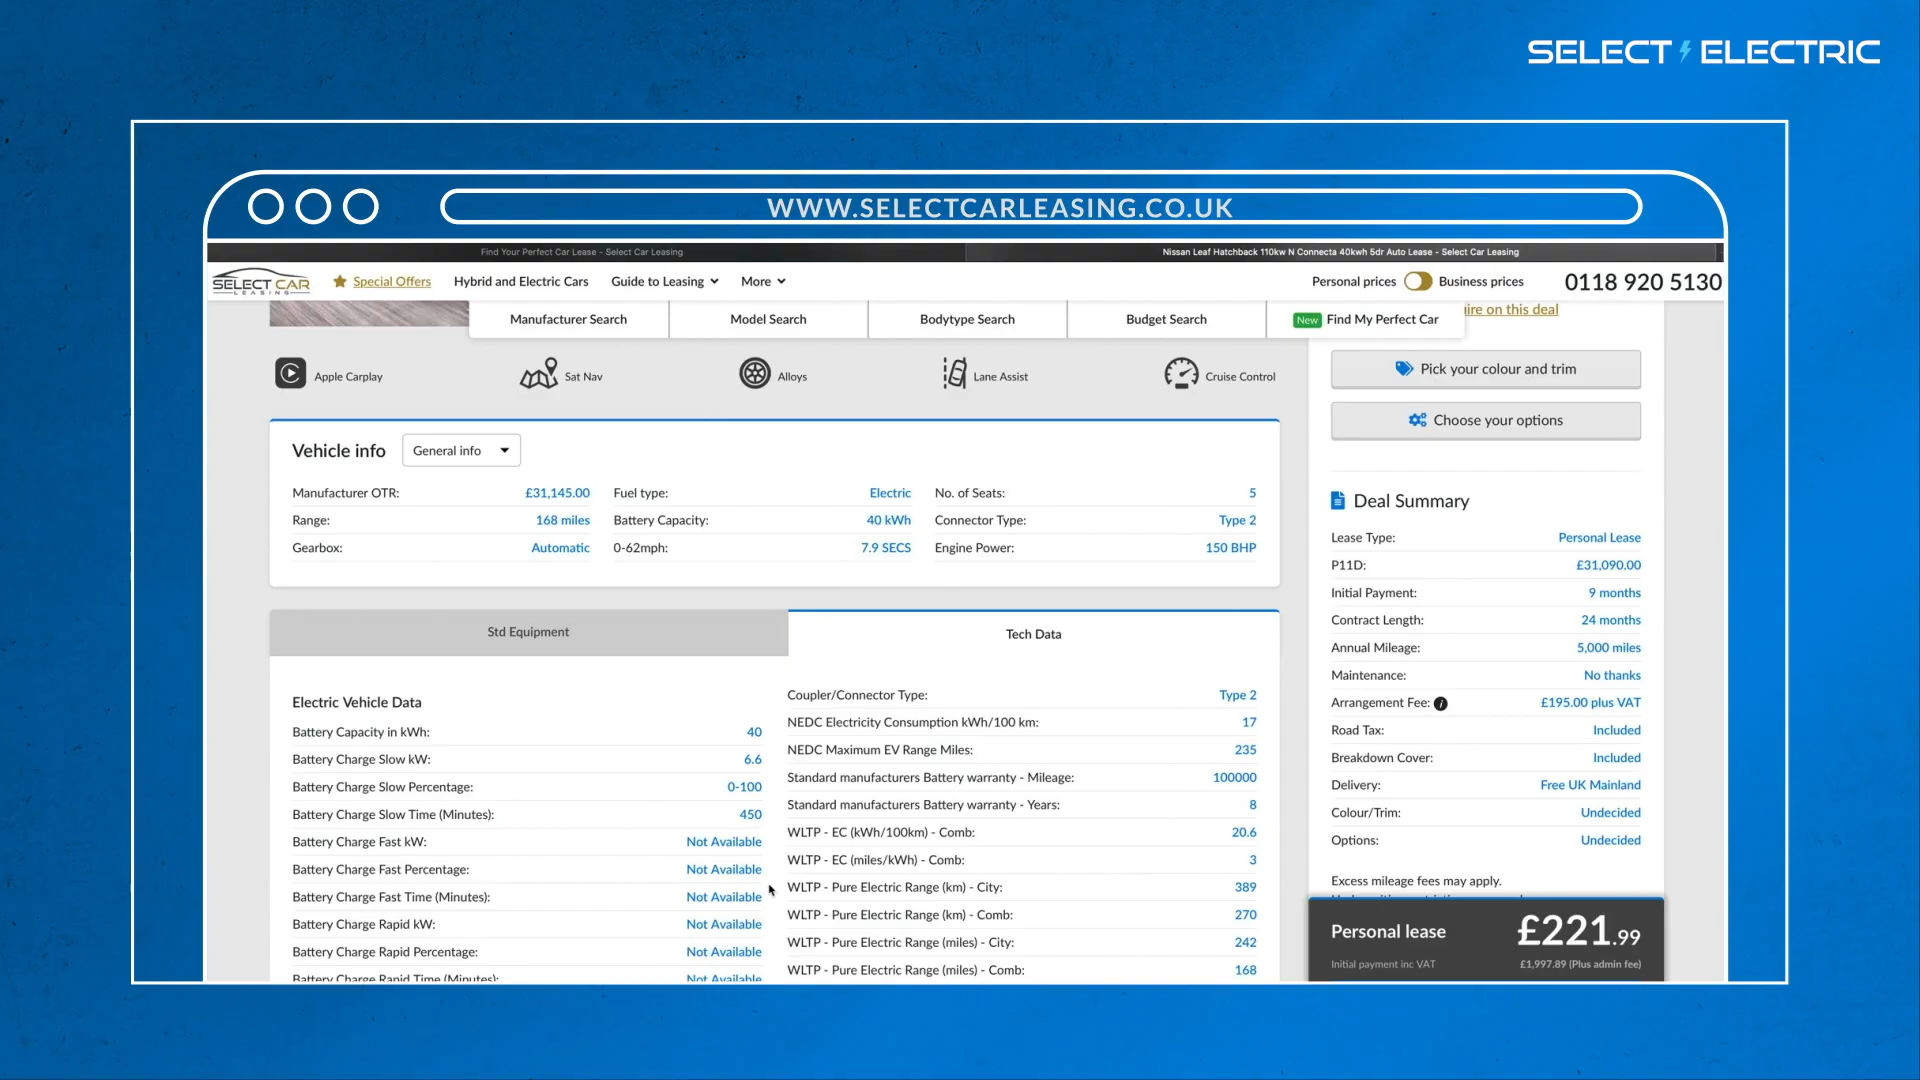 SELECT ELECTRIC
WWW.SELECTCARLEASING.CO.UK
Find Your Perfect Car Lease - Select Car Leasing
Nissan Leaf Hatchback 110kw N Connecta 40kwh 5dr Auto Lease - Select Car Leasing
SELECT CAR
LEASING
Special Offers
Hybrid and Electric Cars
Guide to Leasing
More
Personal prices
Business prices
0118 920 5130
Manufacturer Search
Model Search
Bodytype Search
Budget Search
New Find My Perfect Car
ire on this deal
Apple Carplay
Sat Nav
Alloys
Lane Assist
Cruise Control
Pick your colour and trim
Choose your options
Vehicle info
General info
Manufacturer OTR: £31,145.00
Range: 168 miles
Gearbox: Automatic
Fuel type: Electric
Battery Capacity: 40 kWh
0-62mph: 7.9 SECS
No. of Seats: 5
Connector Type: Type 2
Engine Power: 150 BHP
Std Equipment
Tech Data
Electric Vehicle Data
Battery Capacity in kWh: 40
Battery Charge Slow kW: 6.6
Battery Charge Slow Percentage: 0-100
Battery Charge Slow Time (Minutes): 450
Battery Charge Fast kW: Not Available
Battery Charge Fast Percentage: Not Available
Battery Charge Fast Time (Minutes): Not Available
Battery Charge Rapid kW: Not Available
Battery Charge Rapid Percentage: Not Available
Battery Charge Rapid Time (Minutes): Not Available
Coupler/Connector Type: Type 2
NEDC Electricity Consumption kWh/100 km: 17
NEDC Maximum EV Range Miles: 235
Standard manufacturers Battery warranty - Mileage: 100000
Standard manufacturers Battery warranty - Years: 8
WLTP - EC (kWh/100km) - Comb: 20.6
WLTP - EC (miles/kWh) - Comb: 3
WLTP - Pure Electric Range (km) - City: 389
WLTP - Pure Electric Range (km) - Comb: 270
WLTP - Pure Electric Range (miles) - City: 242
WLTP - Pure Electric Range (miles) - Comb: 168
Deal Summary
Lease Type: Personal Lease
P11D: £31,090.00
Initial Payment: 9 months
Contract Length: 24 months
Annual Mileage: 5,000 miles
Maintenance: No thanks
Arrangement Fee: i £195.00 plus VAT
Road Tax: Included
Breakdown Cover: Included
Delivery: Free UK Mainland
Colour/Trim: Undecided
Options: Undecided
Excess mileage fees may apply.
Personal lease £221.99
Initial payment inc VAT £1,997.89 (Plus admin fee)